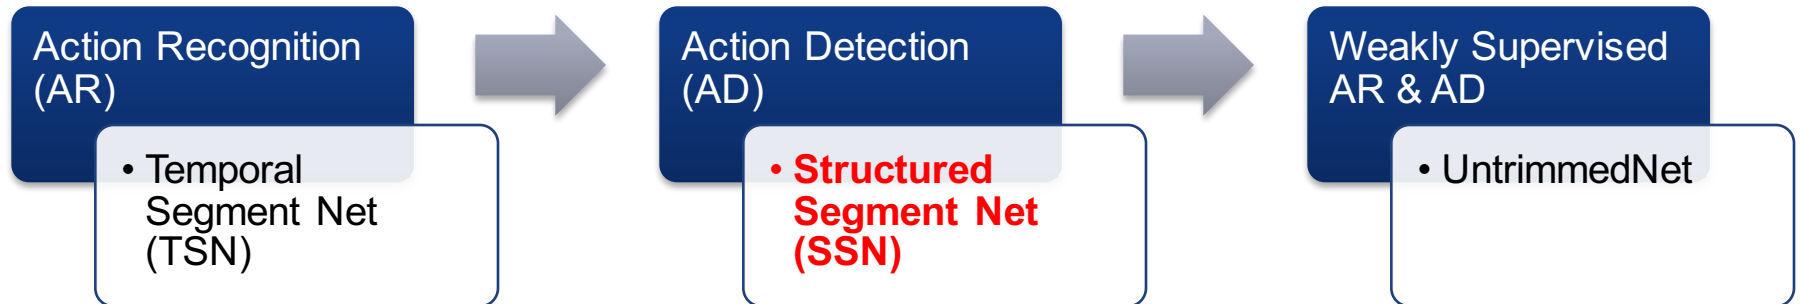 Action Recognition
(AR)
• Temporal
Segment Net
(TSN)
Action Detection
(AD)
• Structured
Segment Net
(SSN)
Weakly Supervised
AR & AD
• UntrimmedNet